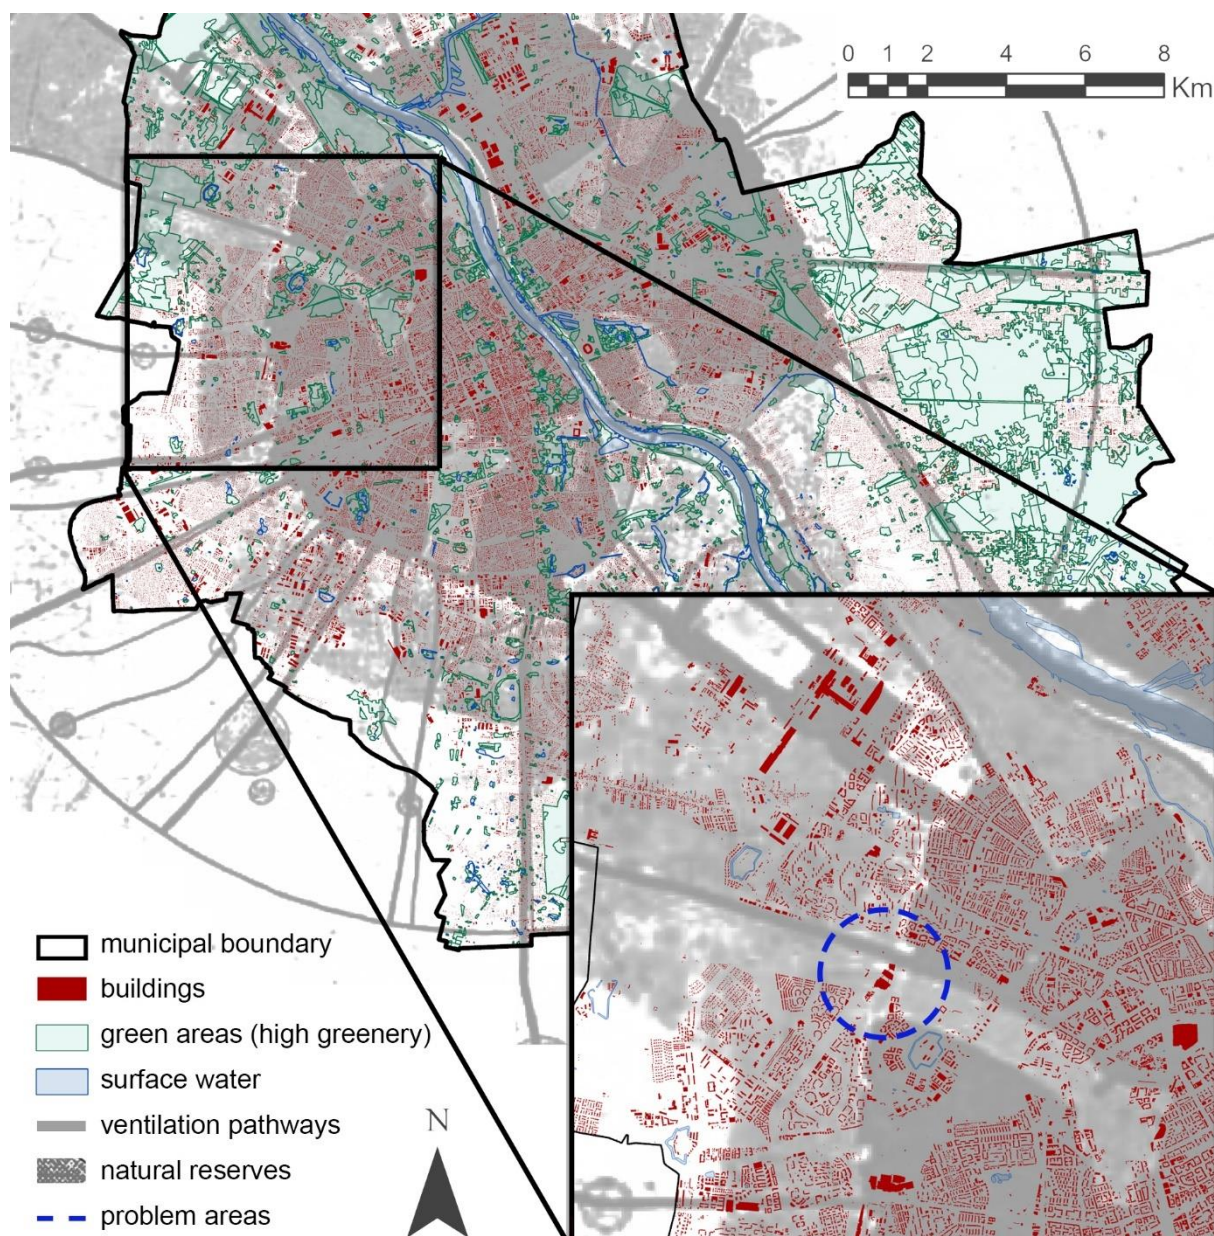 0 1 2 4 6 8
Km
municipal boundary
buildings
green areas (high greenery)
surface water
ventilation pathways
natural reserves
problem areas
N